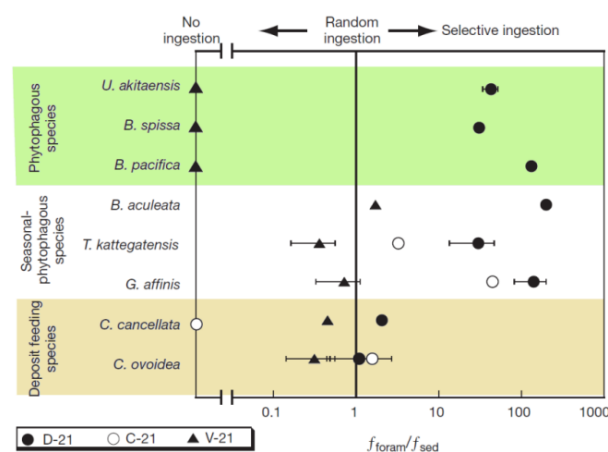 No
ingestion
Random
ingestion
Selective ingestion
Phytophagous
species
U. akitaensis
B. spissa
B. pacifica
Seasonal-
phytophagous
species
B. aculeata
T. kattegatensis
G. affinis
Deposit feeding
species
C. cancellata
C. ovoidea
0.1 1 10 100 1000
D-21 C-21 V-21
fforam/fsed